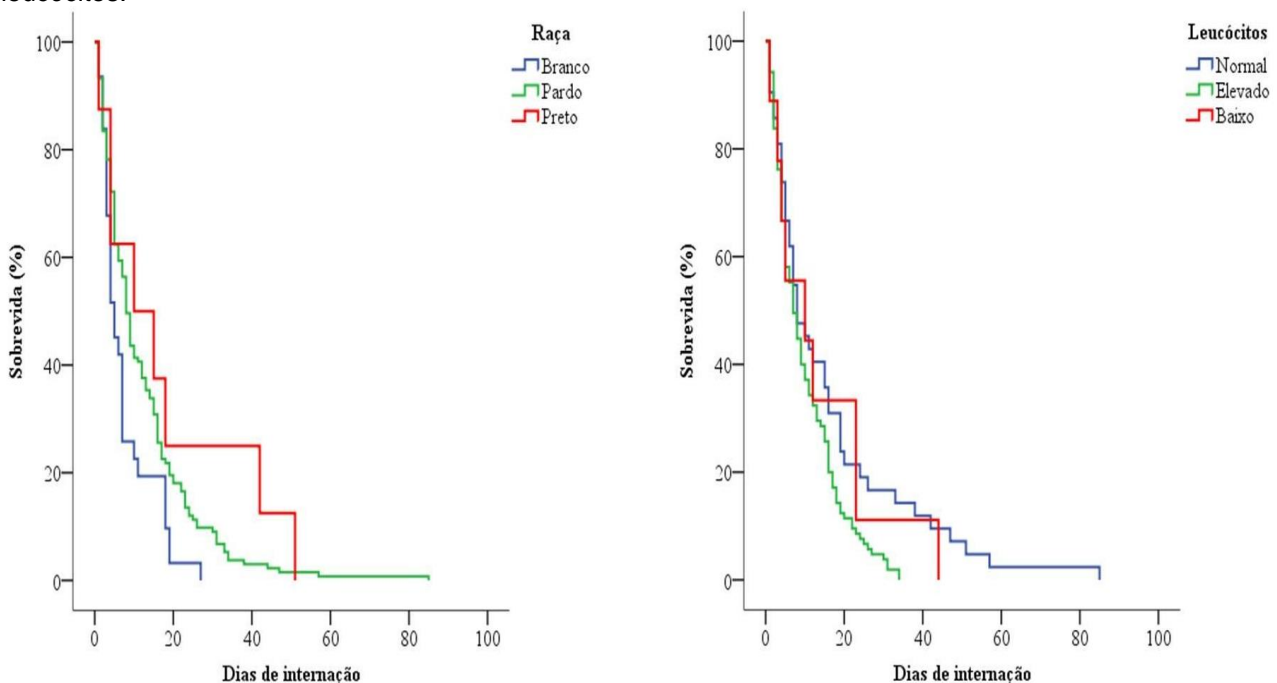 leucócitos.
Raça
Branco
Pardo
Preto
100
80
60
40
20
0
Sobrevida (%)
0 20 40 60 80 100
Dias de internação
Leucócitos
Normal
Elevado
Baixo
100
80
60
40
20
0
Sobrevida (%)
0 20 40 60 80 100
Dias de internação